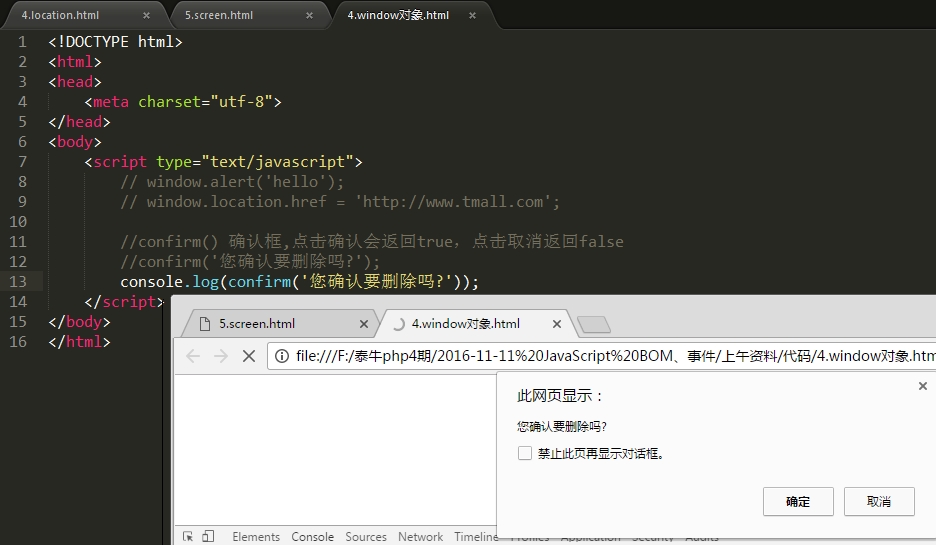 4.location.html × 5.screen.html × 4.window对象.html ×
1 <!DOCTYPE html>
2 <html>
3 <head>
4 <meta charset="utf-8">
5 </head>
6 <body>
7 <script type="text/javascript">
8 // window.alert('hello');
9 // window.location.href = 'http://www.tmall.com';
10
11 //confirm() 确认框,点击确认会返回true，点击取消返回false
12 //confirm('您确认要删除吗?');
13 console.log(confirm('您确认要删除吗?'));
14 </script>
15 </body>
16 </html>
5.screen.html × 4.window对象.html ×
file:///F:/泰牛php4期/2016-11-11%20JavaScript%20BOM、事件/上午资料/代码/4.window对象.htm
此网页显示：
您确认要删除吗?
禁止此页再显示对话框。
确定 取消
Elements Console Sources Network Timeline Profiles Application Security Audits